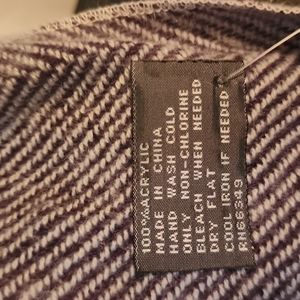 100%ACRYLIC
MADE IN CHINA
HAND WASH COLD
ONLY NON-CHLORINE
BLEACH WHEN NEEDED
DRY FLAT
COOL IRON IF NEEDED
RN66349